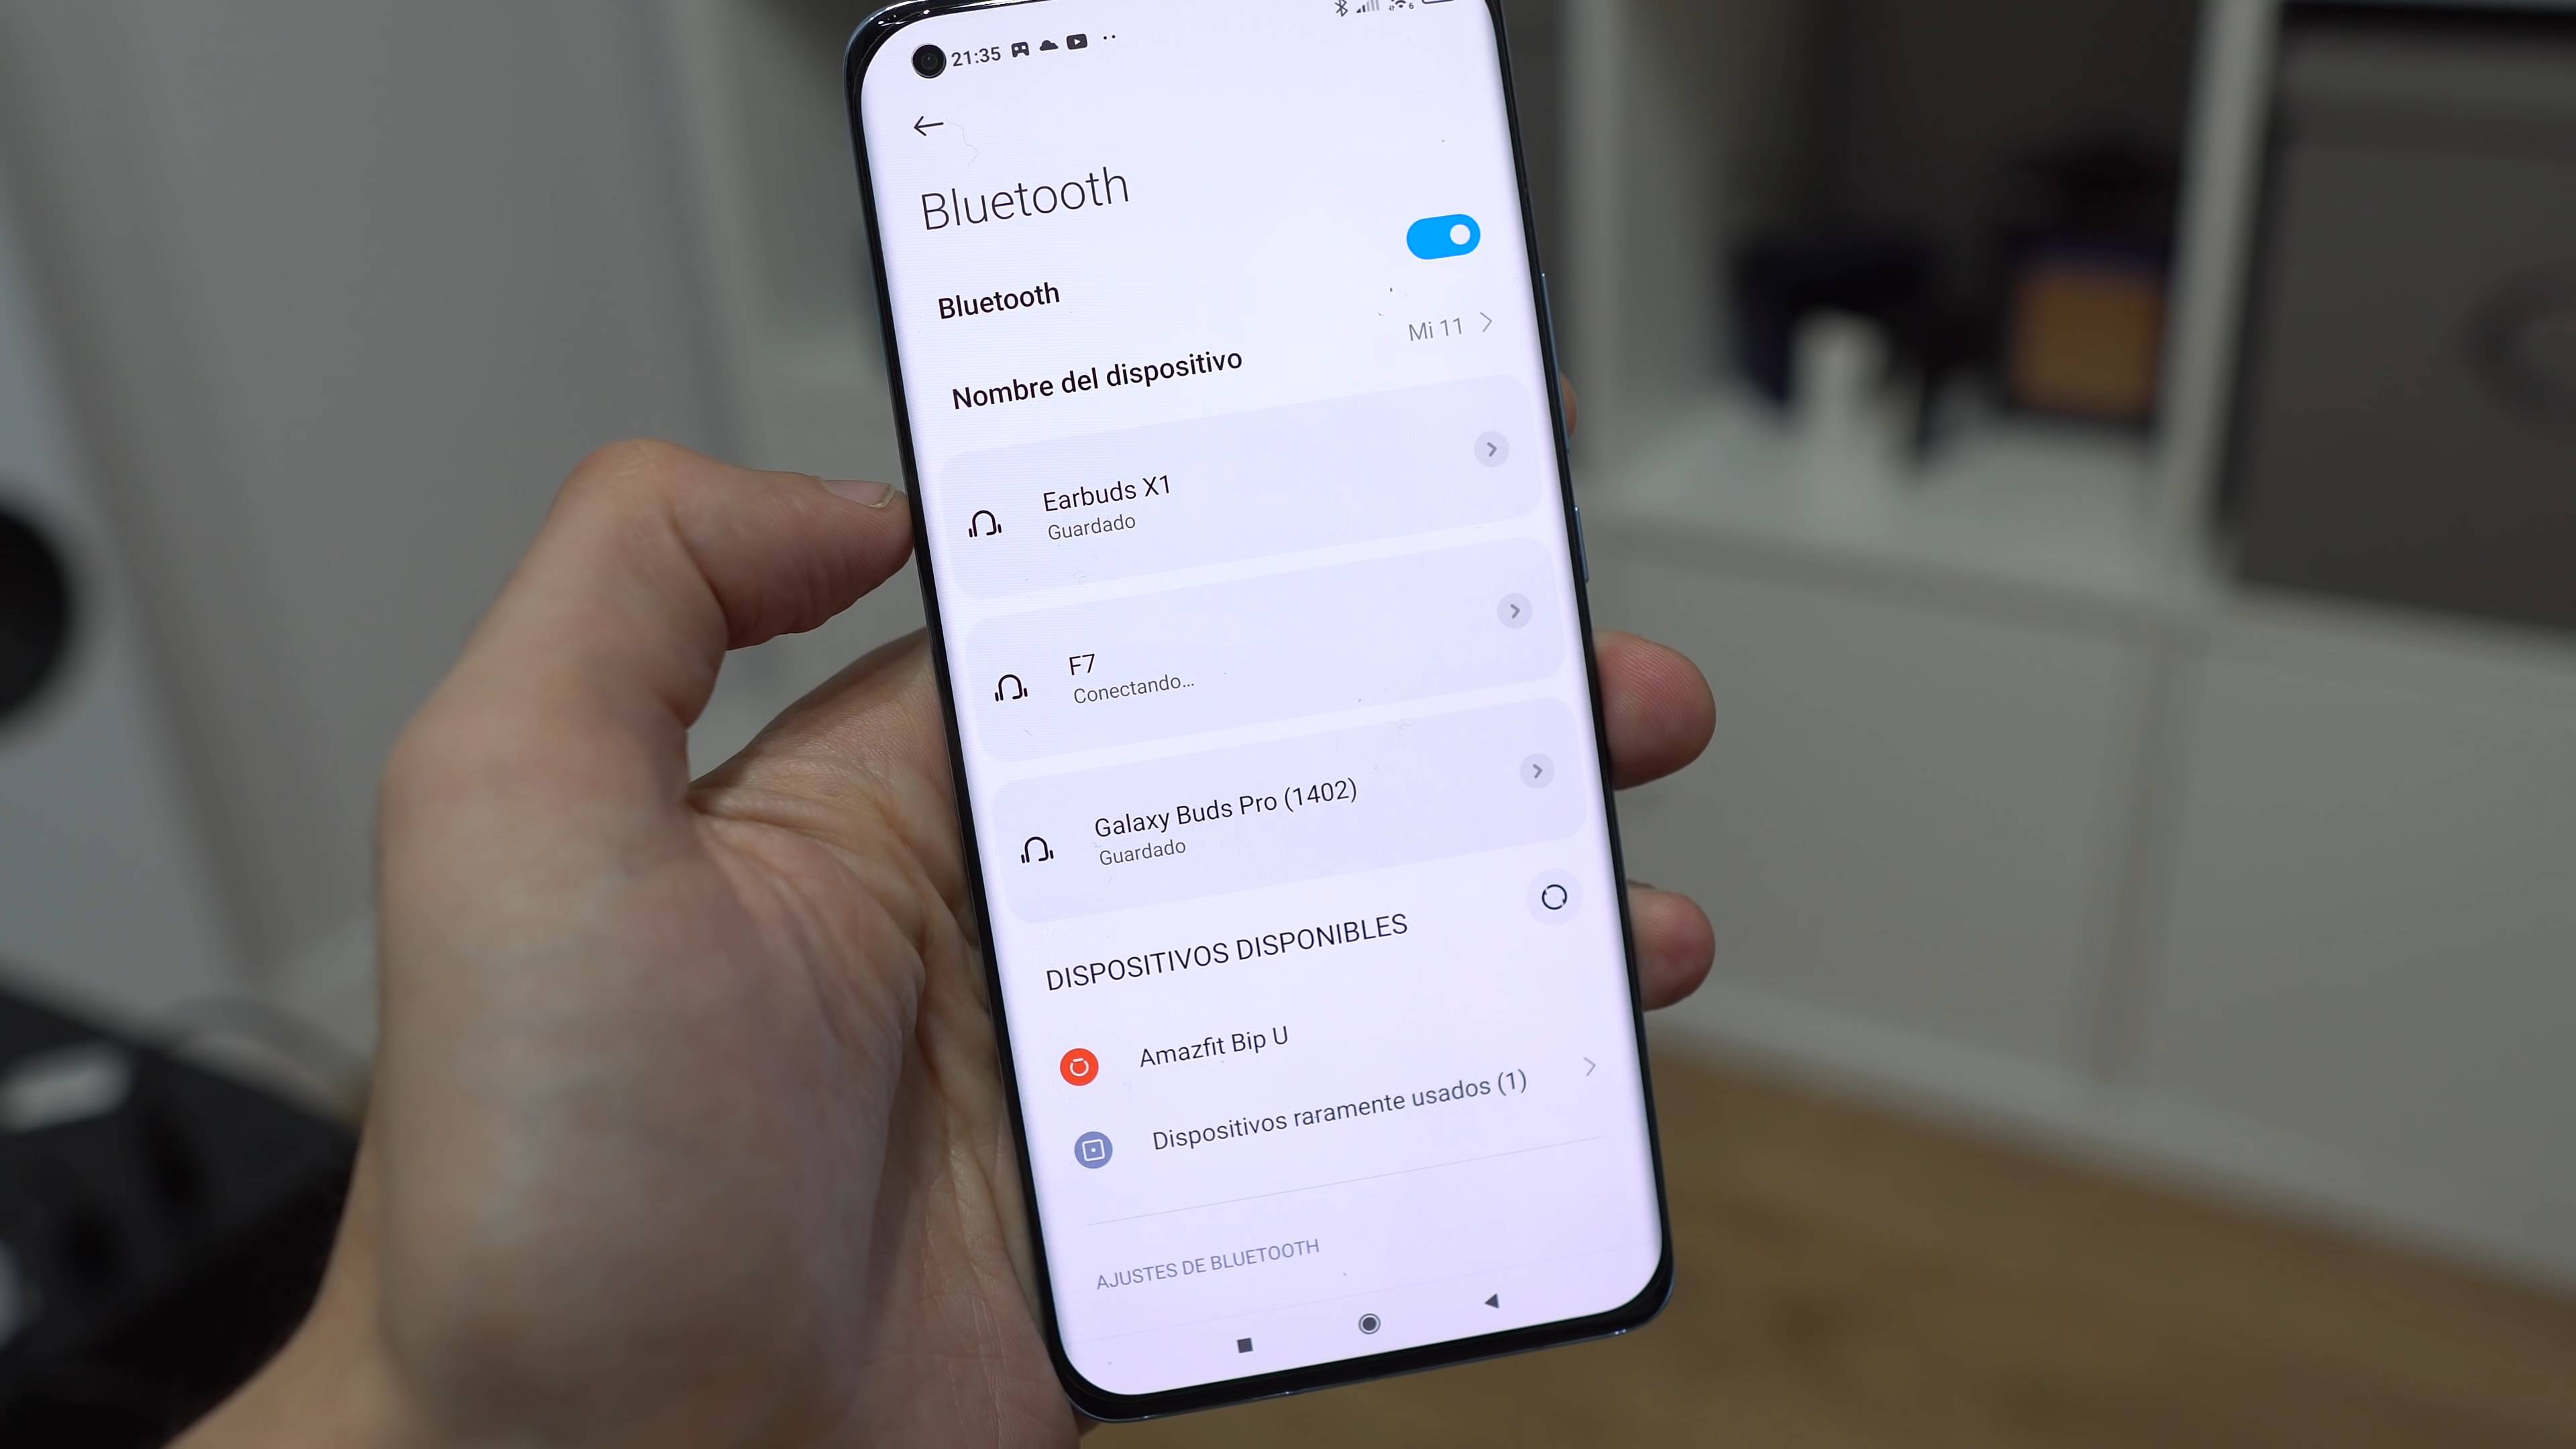 21:35
Bluetooth
Bluetooth
Nombre del dispositivo
Mi 11
Earbuds X1
Guardado
F7
Conectando...
Galaxy Buds Pro (1402)
Guardado
DISPOSITIVOS DISPONIBLES
Amazfit Bip U
Dispositivos raramente usados (1)
AJUSTES DE BLUETOOTH